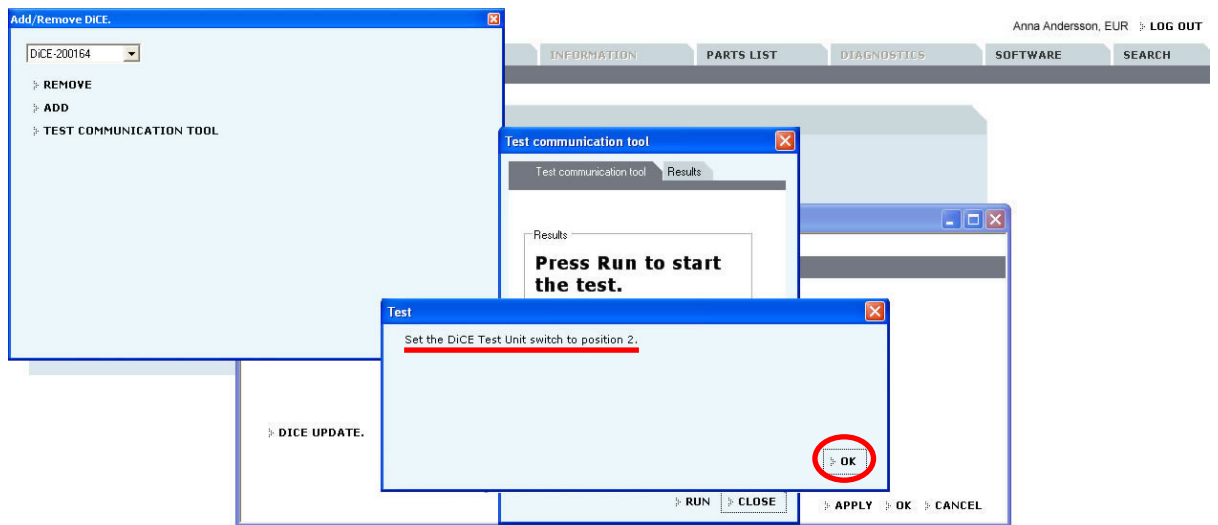 Add/Remove DiCE.
Anna Andersson, EUR LOG OUT
DiCE-200164
INFORMATION PARTS LIST DIAGNOSTICS SOFTWARE SEARCH
REMOVE
ADD
TEST COMMUNICATION TOOL
Test communication tool
Test communication tool Results
Results
Press Run to start
the test.
Test
Set the DiCE Test Unit switch to position 2.
DICE UPDATE.
OK
RUN CLOSE
APPLY OK CANCEL